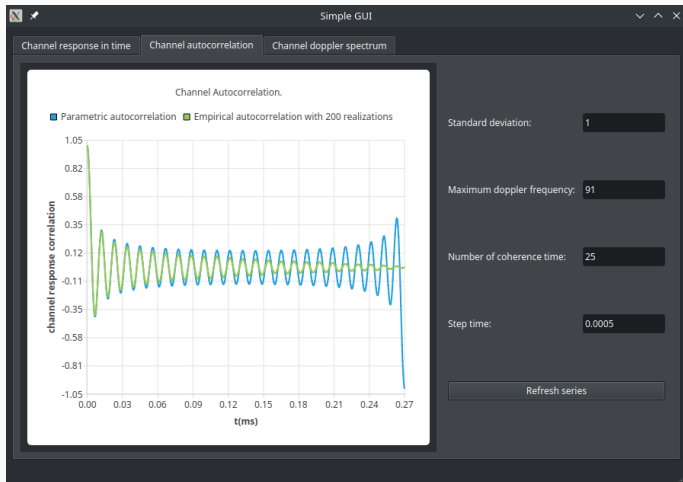 Simple GUI
Channel response in time
Channel autocorrelation
Channel doppler spectrum
Channel Autocorrelation.
Parametric autocorrelation
Empirical autocorrelation with 200 realizations
channel response correlation
1.05
0.82
0.58
0.35
0.12
-0.11
-0.35
-0.58
-0.81
-1.05
0.00 0.03 0.06 0.09 0.12 0.15 0.18 0.21 0.24 0.27
t(ms)
Standard deviation: 1
Maximum doppler frequency: 91
Number of coherence time: 25
Step time: 0.0005
Refresh series